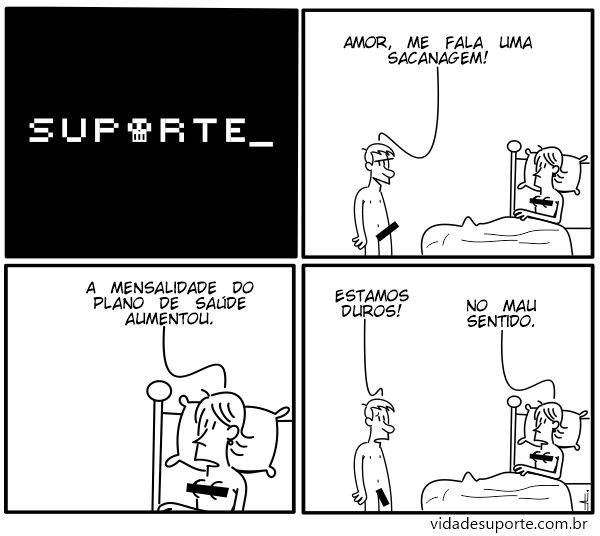 SUPORTE_
AMOR, ME FALA UMA
SACANAGEM!
A MENSALIDADE DO
PLANO DE SAÚDE
AUMENTOU.
ESTAMOS
DUROS!
NO MAU
SENTIDO.
vidadesuporte.com.br